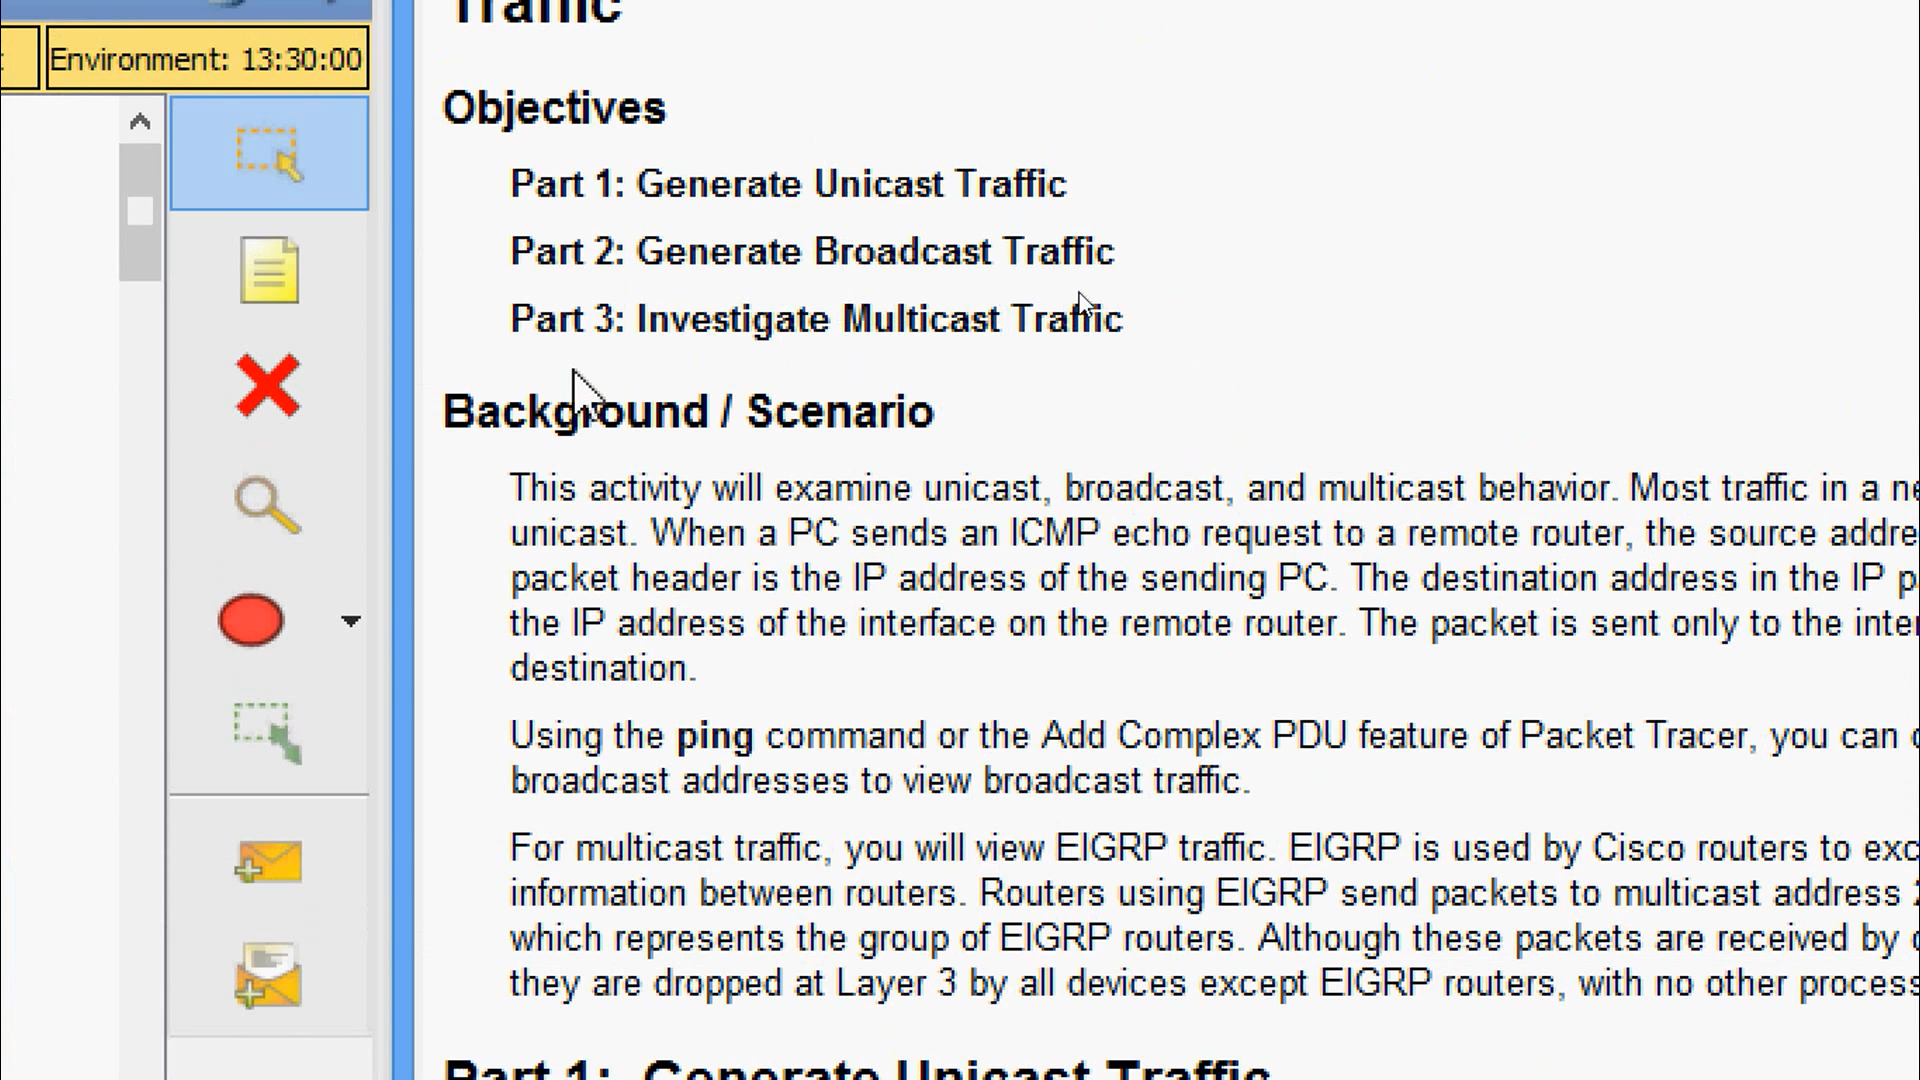 Traffic
Environment: 13:30:00
Objectives
Part 1: Generate Unicast Traffic
Part 2: Generate Broadcast Traffic
Part 3: Investigate Multicast Traffic
Background / Scenario
This activity will examine unicast, broadcast, and multicast behavior. Most traffic in a
unicast. When a PC sends an ICMP echo request to a remote router, the source
packet header is the IP address of the sending PC. The destination address in the IP
the IP address of the interface on the remote router. The packet is sent only to the
destination.
Using the ping command or the Add Complex PDU feature of Packet Tracer, you can
broadcast addresses to view broadcast traffic.
For multicast traffic, you will view EIGRP traffic. EIGRP is used by Cisco routers to
information between routers. Routers using EIGRP send packets to multicast address
which represents the group of EIGRP routers. Although these packets are received by
they are dropped at Layer 3 by all devices except EIGRP routers, with no other
Part 1: Generate Unicast Traffic